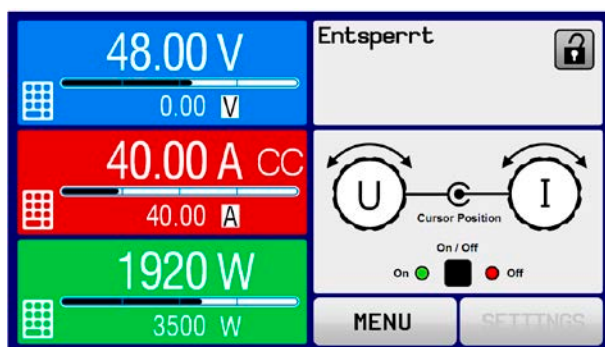 48.00 V
0.00 V
40.00 A CC
40.00 A
1920 W
3500 W
Entsperrt
U
I
Cursor Position
On / Off
On
Off
MENU
SETTINGS